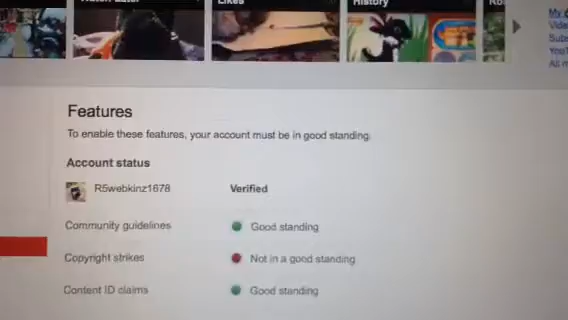 Likes
History
My
Features
To enable these features, your account must be in good standing.
Account status
R5webkinz1678 Verified
Community guidelines Good standing
Copyright strikes Not in a good standing
Content ID claims Good standing